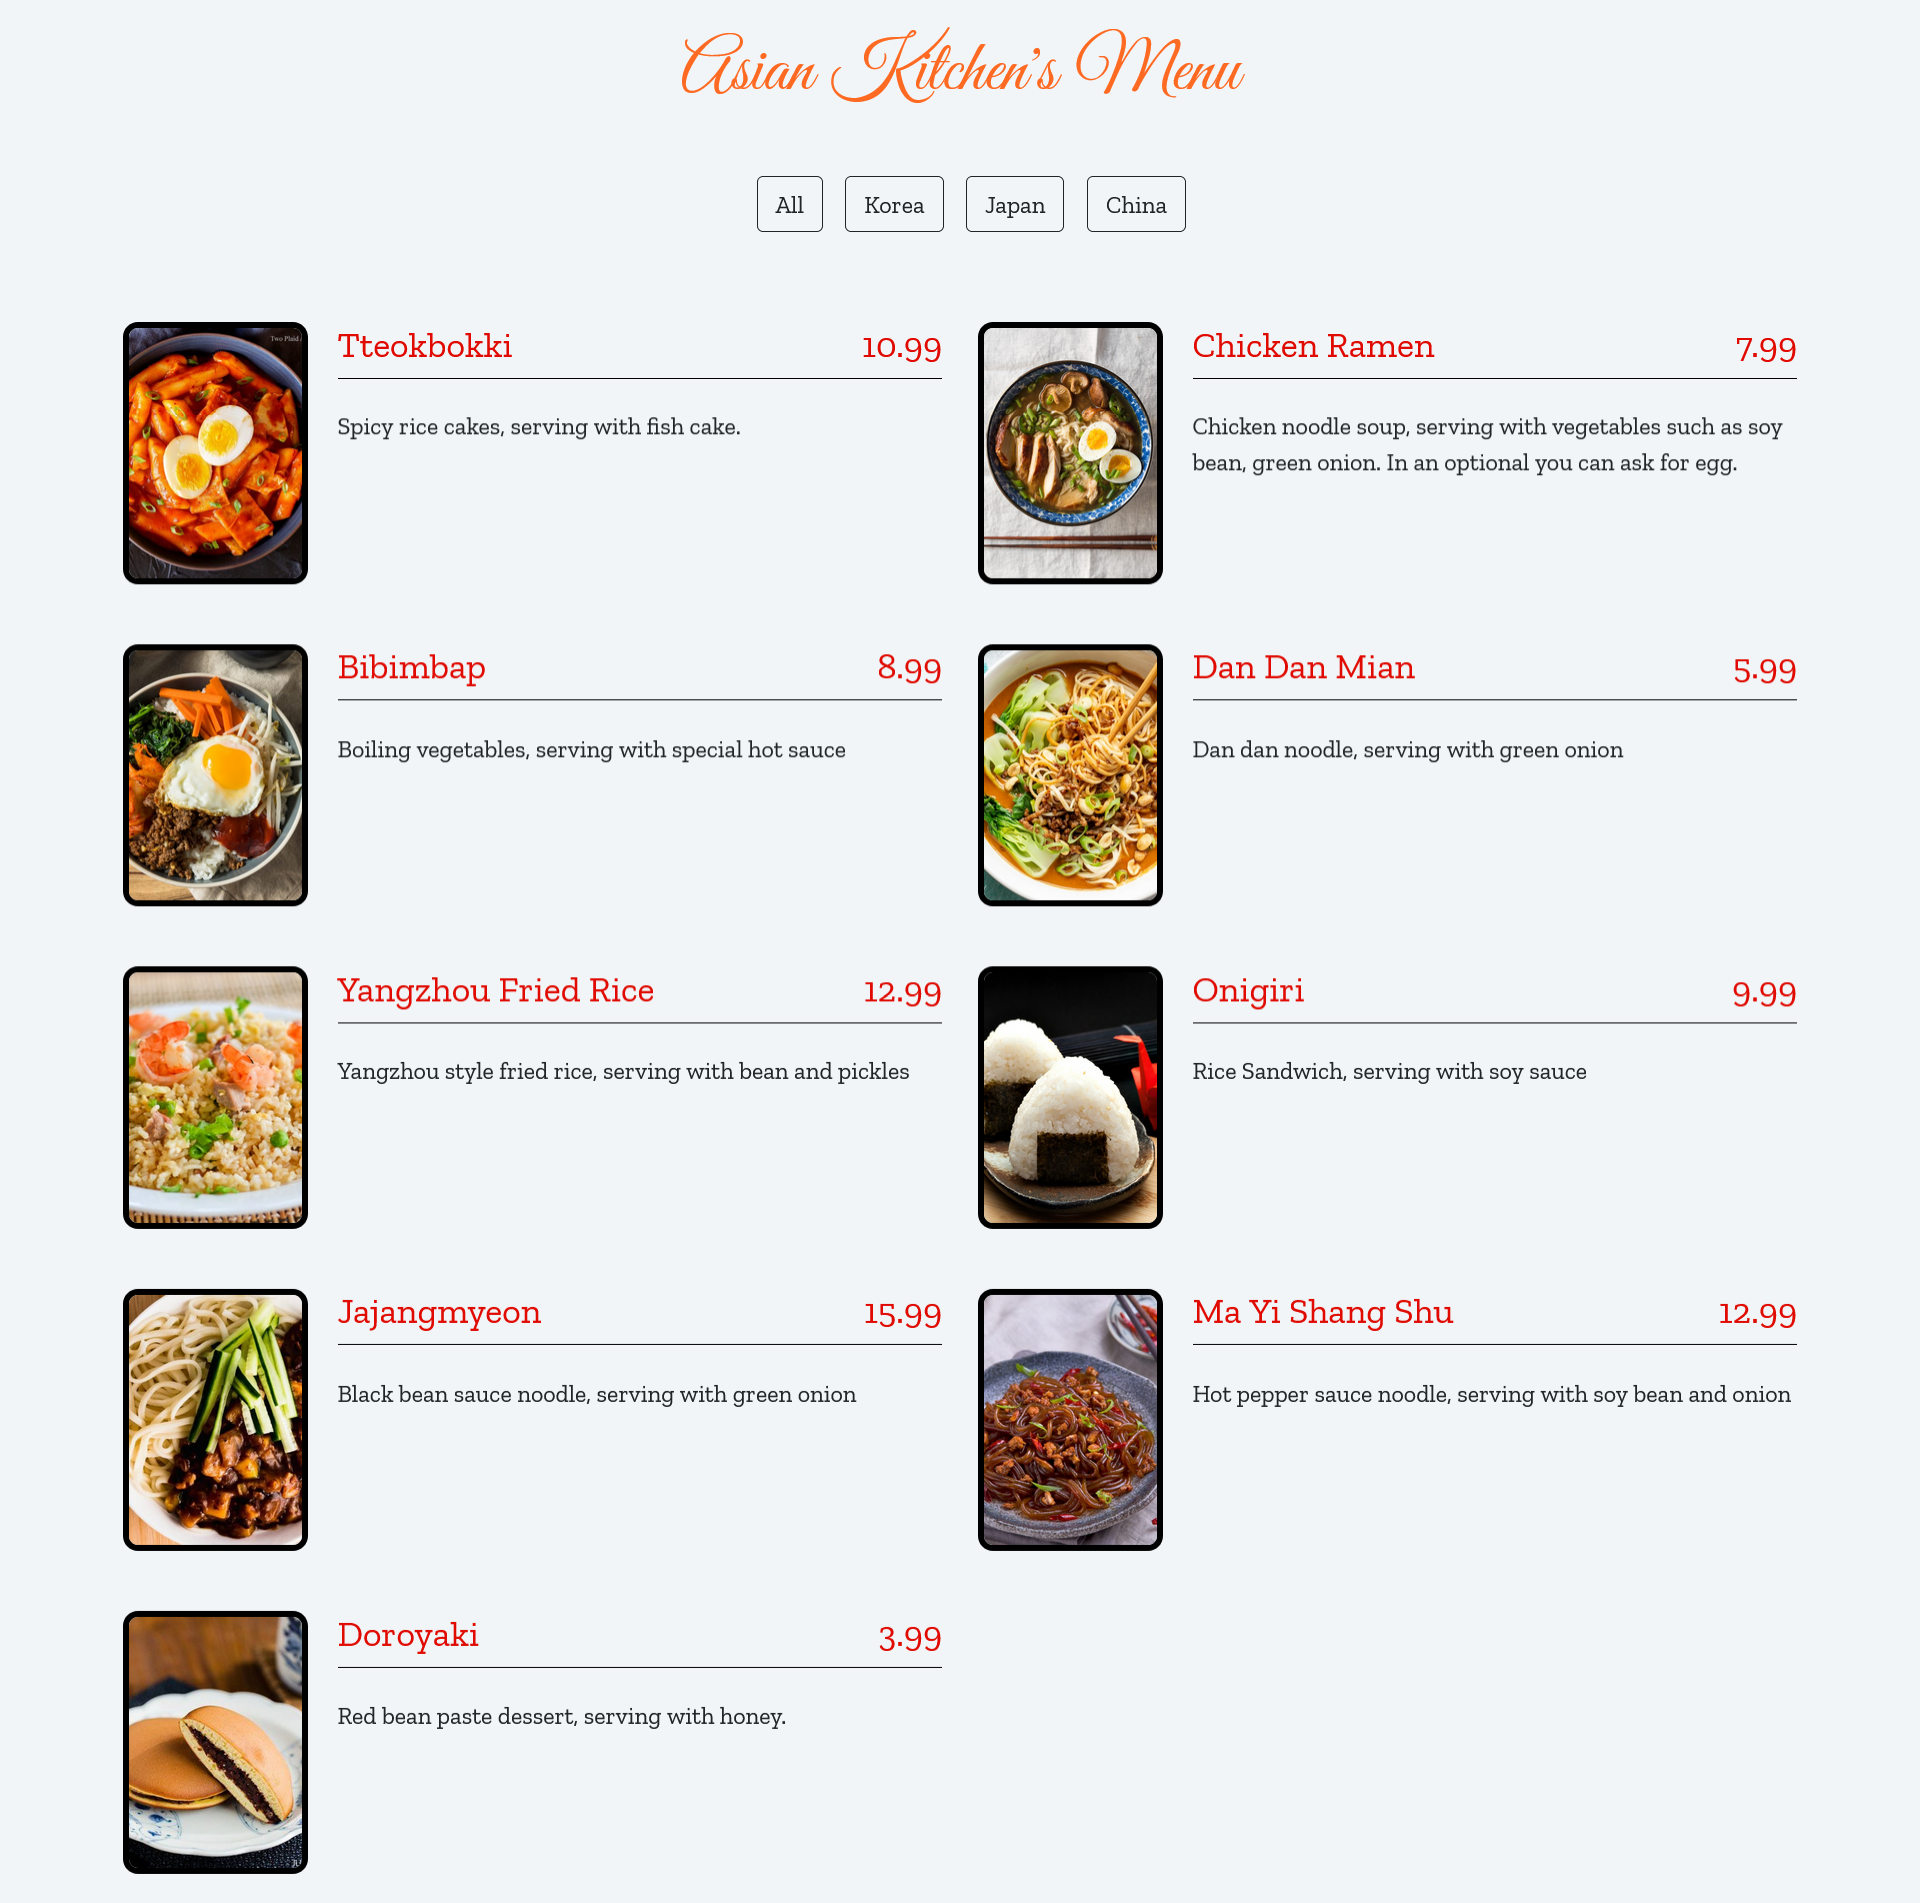 Asian Kitchen's Menu
All
Korea
Japan
China
Two Plaid
Tteokbokki 10.99
Spicy rice cakes, serving with fish cake.
Chicken Ramen 7.99
Chicken noodle soup, serving with vegetables such as soy
bean, green onion. In an optional you can ask for egg.
Bibimbap 8.99
Boiling vegetables, serving with special hot sauce
Dan Dan Mian 5.99
Dan dan noodle, serving with green onion
Yangzhou Fried Rice 12.99
Yangzhou style fried rice, serving with bean and pickles
Onigiri 9.99
Rice Sandwich, serving with soy sauce
Jajangmyeon 15.99
Black bean sauce noodle, serving with green onion
Ma Yi Shang Shu 12.99
Hot pepper sauce noodle, serving with soy bean and onion
Doroyaki 3.99
Red bean paste dessert, serving with honey.